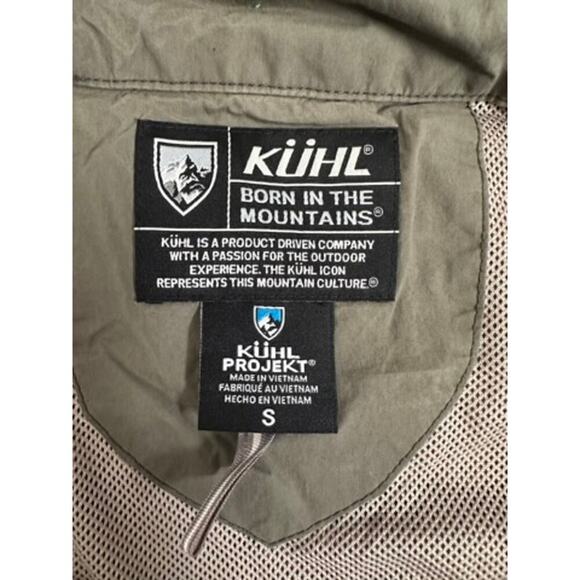 KÜHL®
BORN IN THE
MOUNTAINS®
KÜHL IS A PRODUCT DRIVEN COMPANY
WITH A PASSION FOR THE OUTDOOR
EXPERIENCE. THE KÜHL ICON
REPRESENTS THIS MOUNTAIN CULTURE.®
KÜHL
PROJEKT®
MADE IN VIETNAM
FABRIQUÉ AU VIETNAM
HECHO EN VIETNAM
S